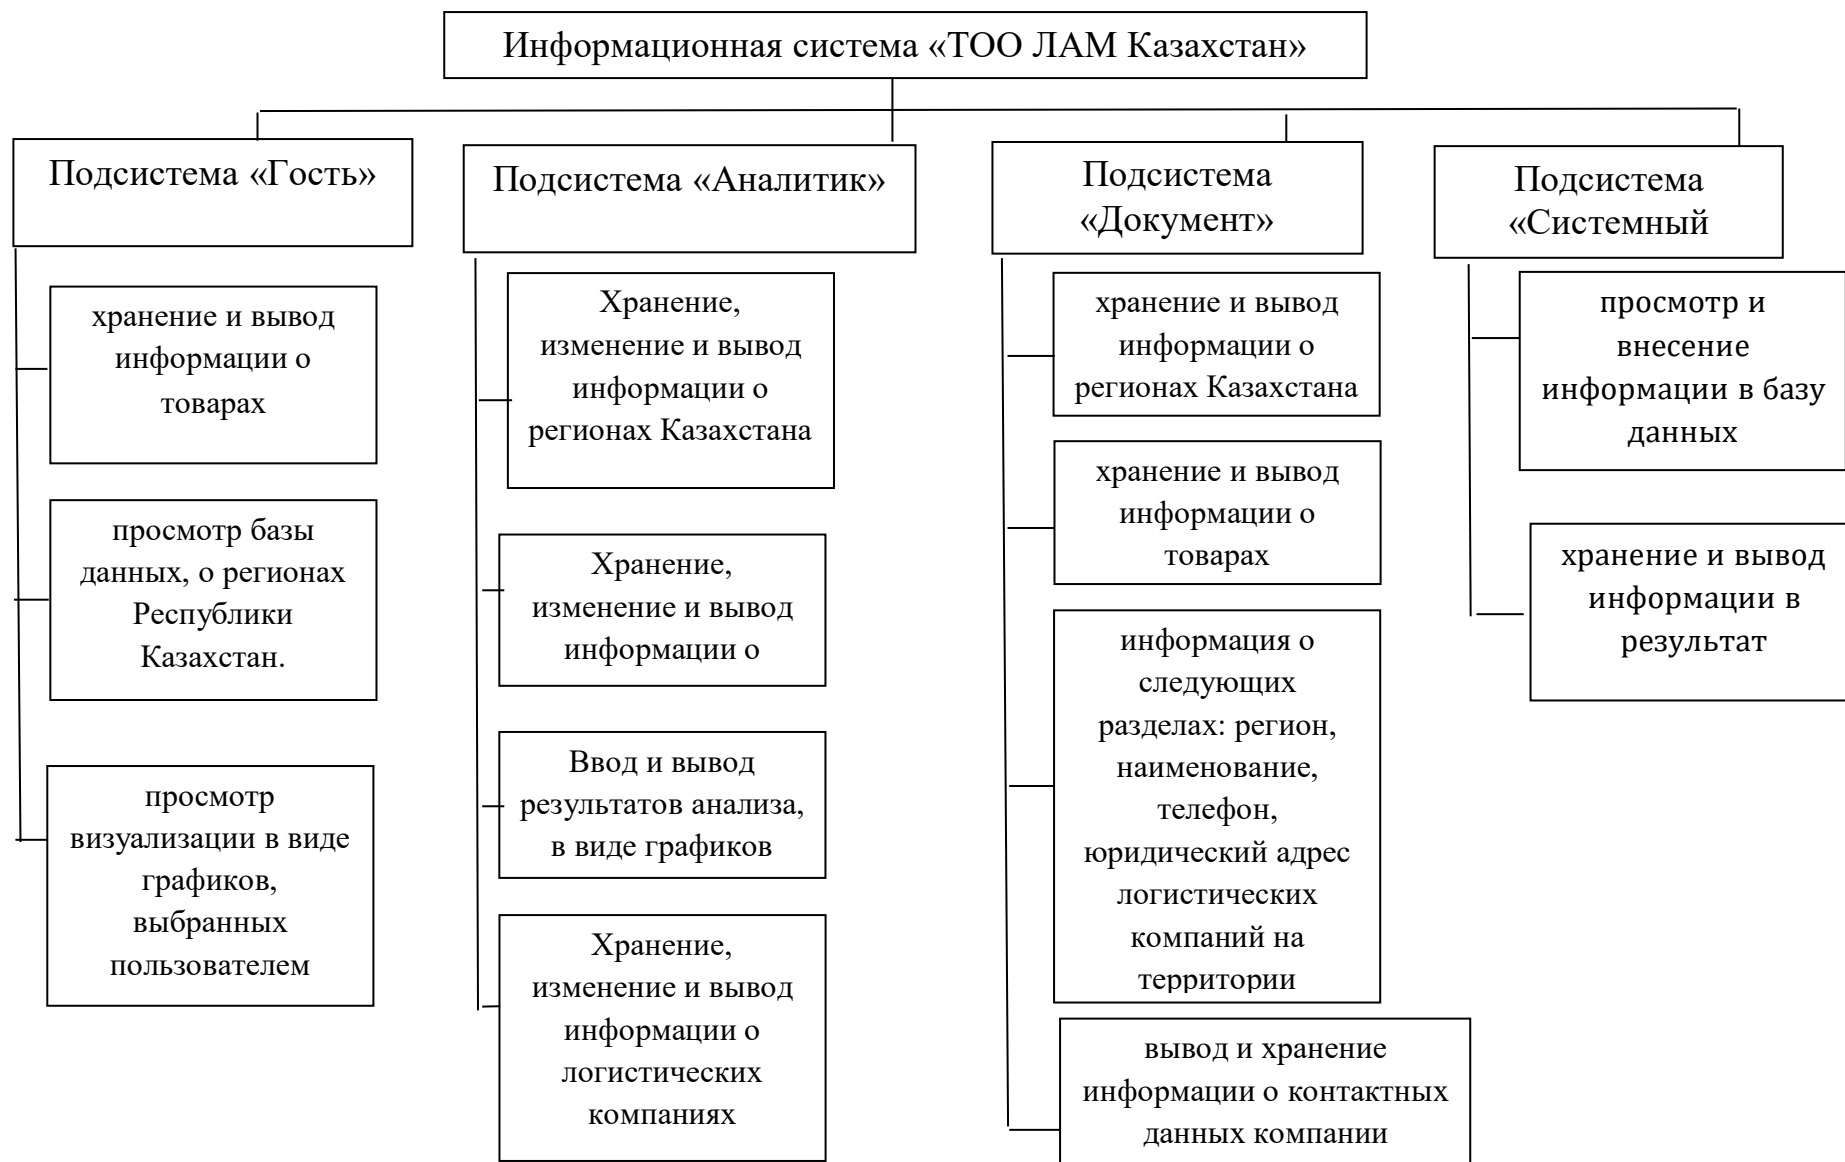 Информационная система «ТОО ЛАМ Казахстан»
Подсистема «Гость»
хранение и вывод
информации о
товарах
просмотр базы
данных, о регионах
Республики
Казахстан.
просмотр
визуализации в виде
графиков,
выбранных
пользователем
Подсистема «Аналитик»
Хранение,
изменение и вывод
информации о
регионах Казахстана
Хранение,
изменение и вывод
информации о
Ввод и вывод
результатов анализа,
в виде графиков
Хранение,
изменение и вывод
информации о
логистических
компаниях
Подсистема
«Документ»
хранение и вывод
информации о
регионах Казахстана
хранение и вывод
информации о
товарах
информация о
следующих
разделах: регион,
наименование,
телефон,
юридический адрес
логистических
компаний на
территории
вывод и хранение
информации о контактных
данных компании
Подсистема
«Системный
просмотр и
внесение
информации в базу
данных
хранение и вывод
информации в
результат